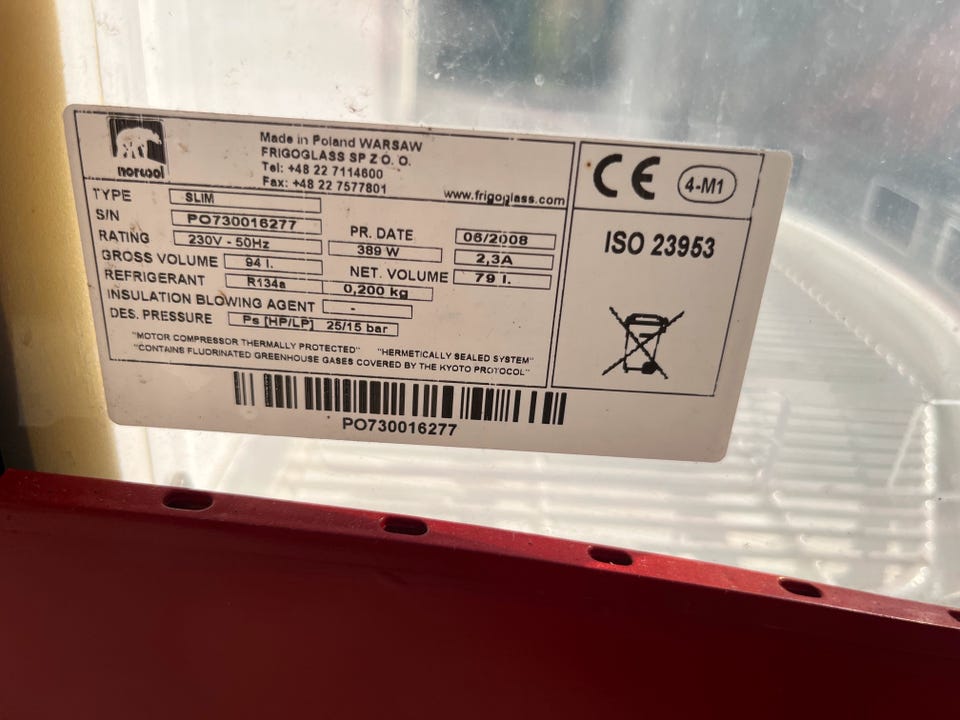 norcool
Made in Poland WARSAW
FRIGOGLASS SP Z O. O.
Tel: +48 22 7114600
Fax: +48 22 7577801
www.frigoglass.com
CE 4-M1
TYPE SLIM
S/N PO730016277 PR. DATE 06/2008
RATING 230V - 50Hz 389 W 2,3A
GROSS VOLUME 94 l. NET. VOLUME 79 l.
REFRIGERANT R134a 0,200 kg
INSULATION BLOWING AGENT -
DES. PRESSURE Ps [HP/LP] 25/15 bar
"MOTOR COMPRESSOR THERMALLY PROTECTED" "HERMETICALLY SEALED SYSTEM"
"CONTAINS FLUORINATED GREENHOUSE GASES COVERED BY THE KYOTO PROTOCOL"
ISO 23953
PO730016277